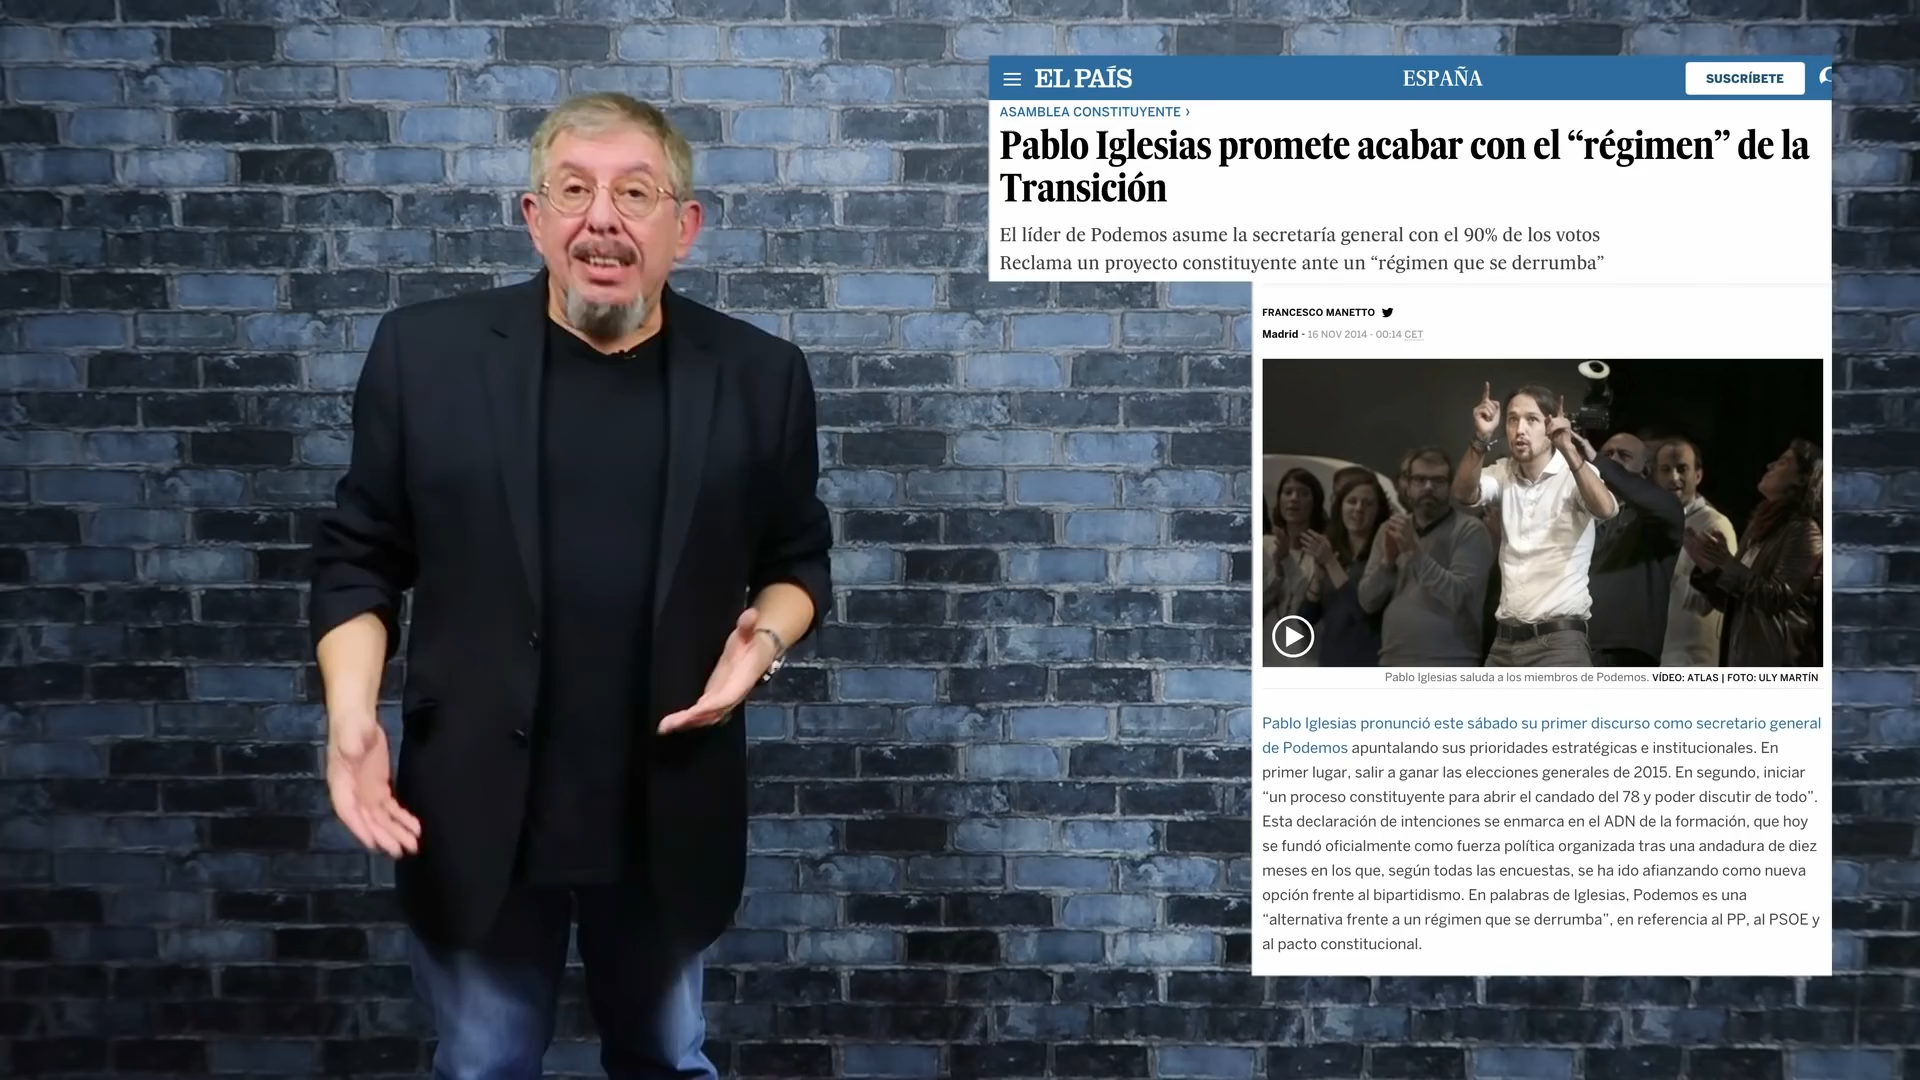 EL PAÍS
ESPAÑA
SUSCRÍBETE
ASAMBLEA CONSTITUYENTE ›
Pablo Iglesias promete acabar con el “régimen” de la
Transición
El líder de Podemos asume la secretaría general con el 90% de los votos
Reclama un proyecto constituyente ante un “régimen que se derrumba”
FRANCESCO MANETTO
Madrid - 16 NOV 2014 - 00:14 CET
Pablo Iglesias saluda a los miembros de Podemos. VÍDEO: ATLAS | FOTO: ULY MARTÍN
Pablo Iglesias pronunció este sábado su primer discurso como secretario general
de Podemos apuntalando sus prioridades estratégicas e institucionales. En
primer lugar, salir a ganar las elecciones generales de 2015. En segundo, iniciar
“un proceso constituyente para abrir el candado del 78 y poder discutir de todo”.
Esta declaración de intenciones se enmarca en el ADN de la formación, que hoy
se fundó oficialmente como fuerza política organizada tras una andadura de diez
meses en los que, según todas las encuestas, se ha ido afianzando como nueva
opción frente al bipartidismo. En palabras de Iglesias, Podemos es una
“alternativa frente a un régimen que se derrumba”, en referencia al PP, al PSOE y
al pacto constitucional.